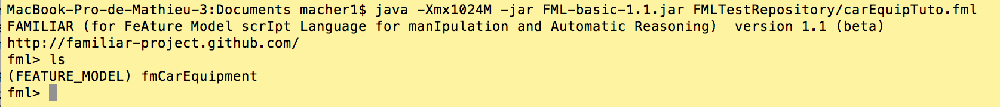 MacBook-Pro-de-Mathieu-3:Documents macher1$ java -Xmx1024M -jar FML-basic-1.1.jar FMLTestRepository/carEquipTuto.fml
FAMILIAR (for FeAture Model scrIpt Language for manIpulation and Automatic Reasoning)  version 1.1 (beta)
http://familiar-project.github.com/
fml> ls
(FEATURE_MODEL) fmCarEquipment
fml>